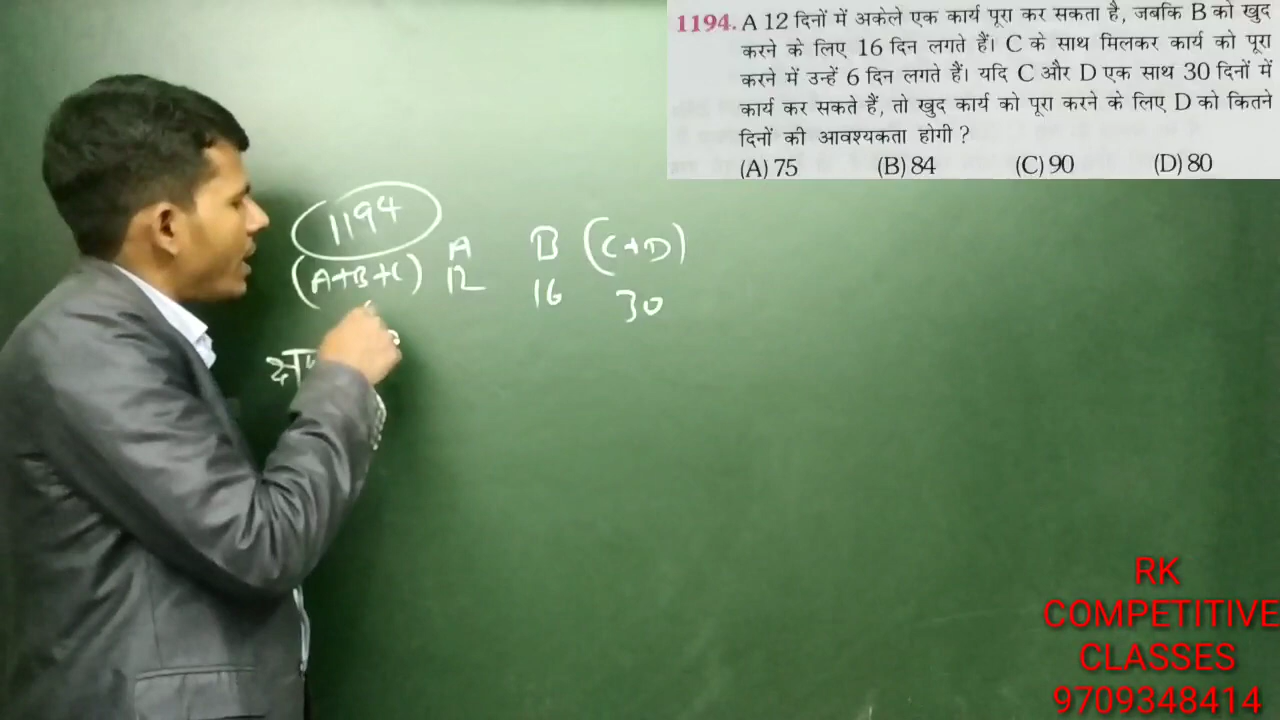 1194. A 12 दिनों में अकेले एक कार्य पूरा कर सकता है, जबकि B को खुद
करने के लिए 16 दिन लगते हैं। C के साथ मिलकर कार्य को पूरा
करने में उन्हें 6 दिन लगते हैं। यदि C और D एक साथ 30 दिनों में
कार्य कर सकते हैं, तो खुद कार्य को पूरा करने के लिए D को कितने
दिनों की आवश्यकता होगी ?
(A) 75 (B) 84 (C) 90 (D) 80
1194
(A+B+C) A B (C+D)
12 16 30
RK
COMPETITIVE
CLASSES
9709348414